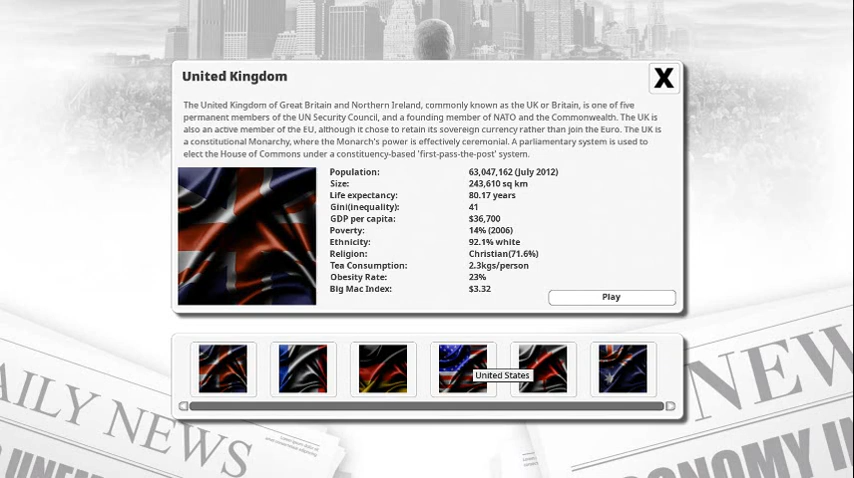 United Kingdom
X
The United Kingdom of Great Britain and Northern Ireland, commonly known as the UK or Britain, is one of five
permanent members of the UN Security Council, and a founding member of NATO and the Commonwealth. The UK is
also an active member of the EU, although it chose to retain its sovereign currency rather than join the Euro. The UK is
a constitutional Monarchy, where the Monarch's power is effectively ceremonial. A parliamentary system is used to
elect the House of Commons under a constituency-based 'first-pass-the-post' system.
Population: 63,047,162 (July 2012)
Size: 243,610 sq km
Life expectancy: 80.17 years
Gini(inequality): 41
GDP per capita: $36,700
Poverty: 14% (2006)
Ethnicity: 92.1% white
Religion: Christian(71.6%)
Tea Consumption: 2.3kgs/person
Obesity Rate: 23%
Big Mac Index: $3.32
Play
United States
AILY NEWS
NEW
ONOMY IN